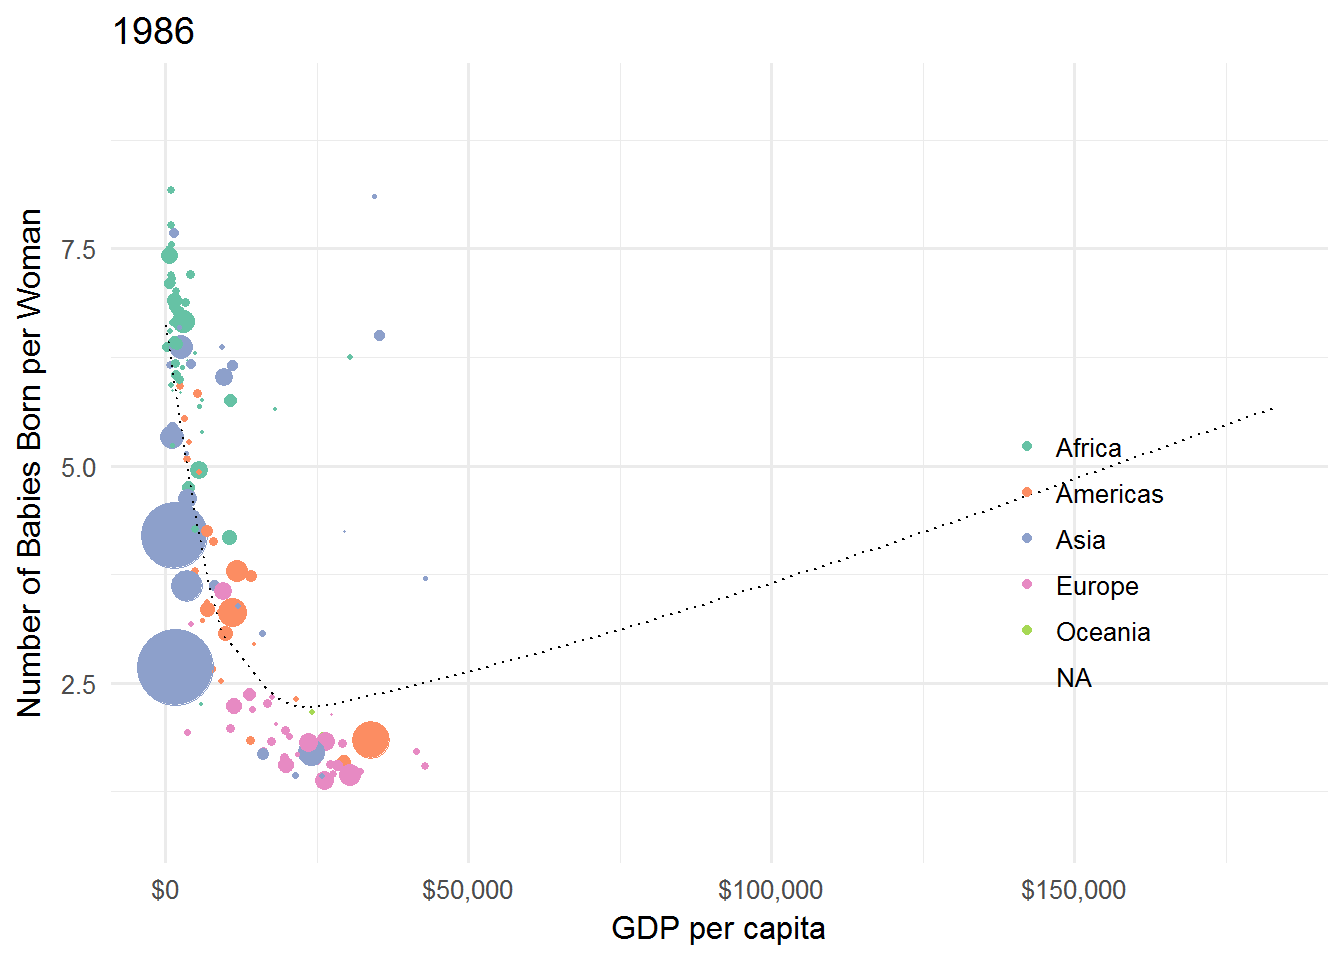 1986
Number of Babies Born per Woman
7.5
5.0
2.5
Africa
Americas
Asia
Europe
Oceania
NA
$0
$50,000
$100,000
$150,000
GDP per capita